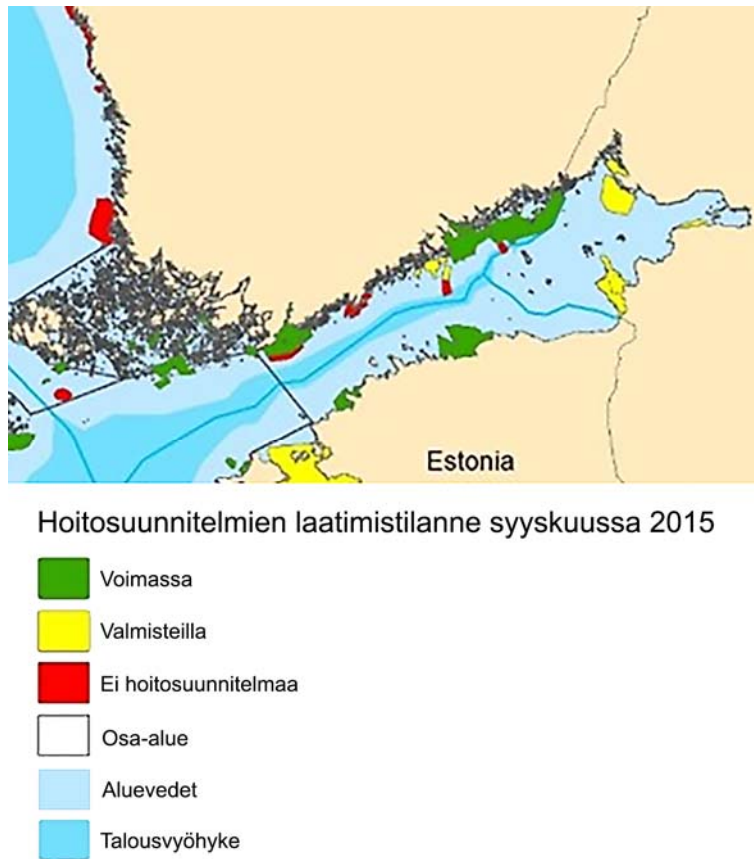 Estonia
Hoitosuunnitelmien laatimistilanne syyskuussa 2015
Voimassa
Valmisteilla
Ei hoitosuunnitelmaa
Osa-alue
Aluevedet
Talousvyöhyke